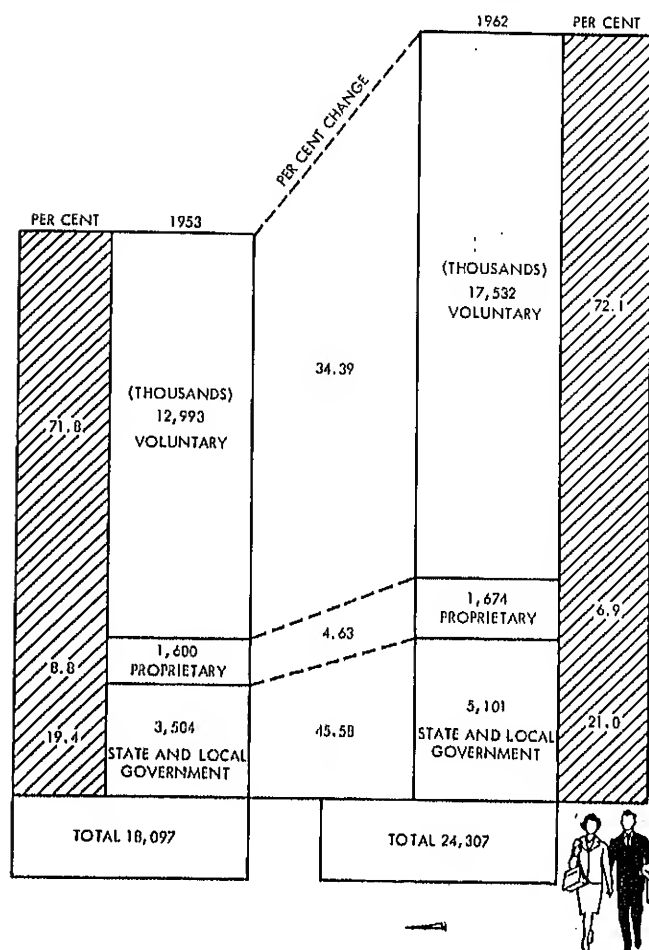 1962
PER CENT
PER CENT CHANGE
PER CENT
1953
(THOUSANDS)
17,532
VOLUNTARY
72.1
34.39
(THOUSANDS)
12,993
VOLUNTARY
71.8
1,674
PROPRIETARY
6.9
4.63
1,600
PROPRIETARY
8.8
5,101
STATE AND LOCAL
GOVERNMENT
21.0
3,504
STATE AND LOCAL
GOVERNMENT
19.4
45.58
TOTAL 18,097
TOTAL 24,307